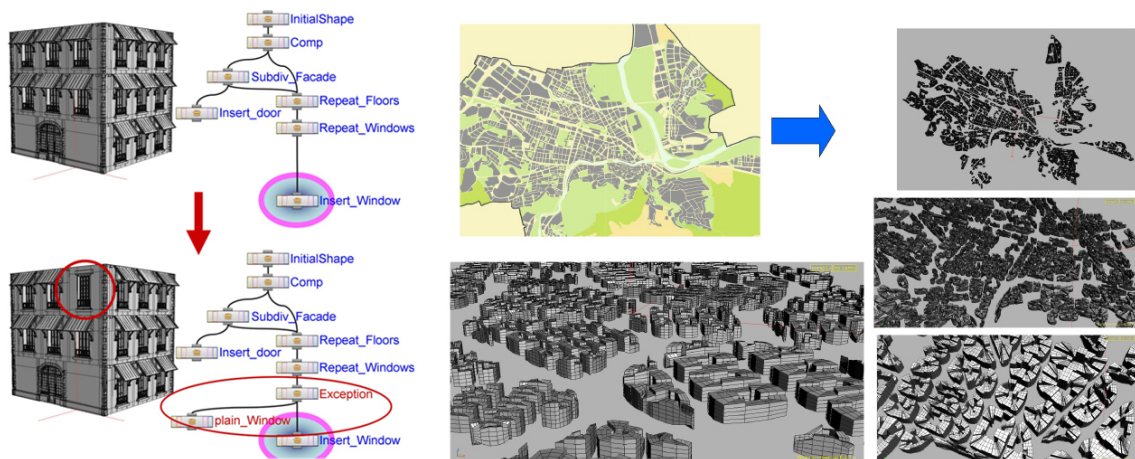 InitialShape
Comp
Subdiv_Facade
Insert_door
Repeat_Floors
Repeat_Windows
Insert_Window
InitialShape
Comp
Subdiv_Facade
Insert_door
Repeat_Floors
Repeat_Windows
Exception
plain_Window
Insert_Window